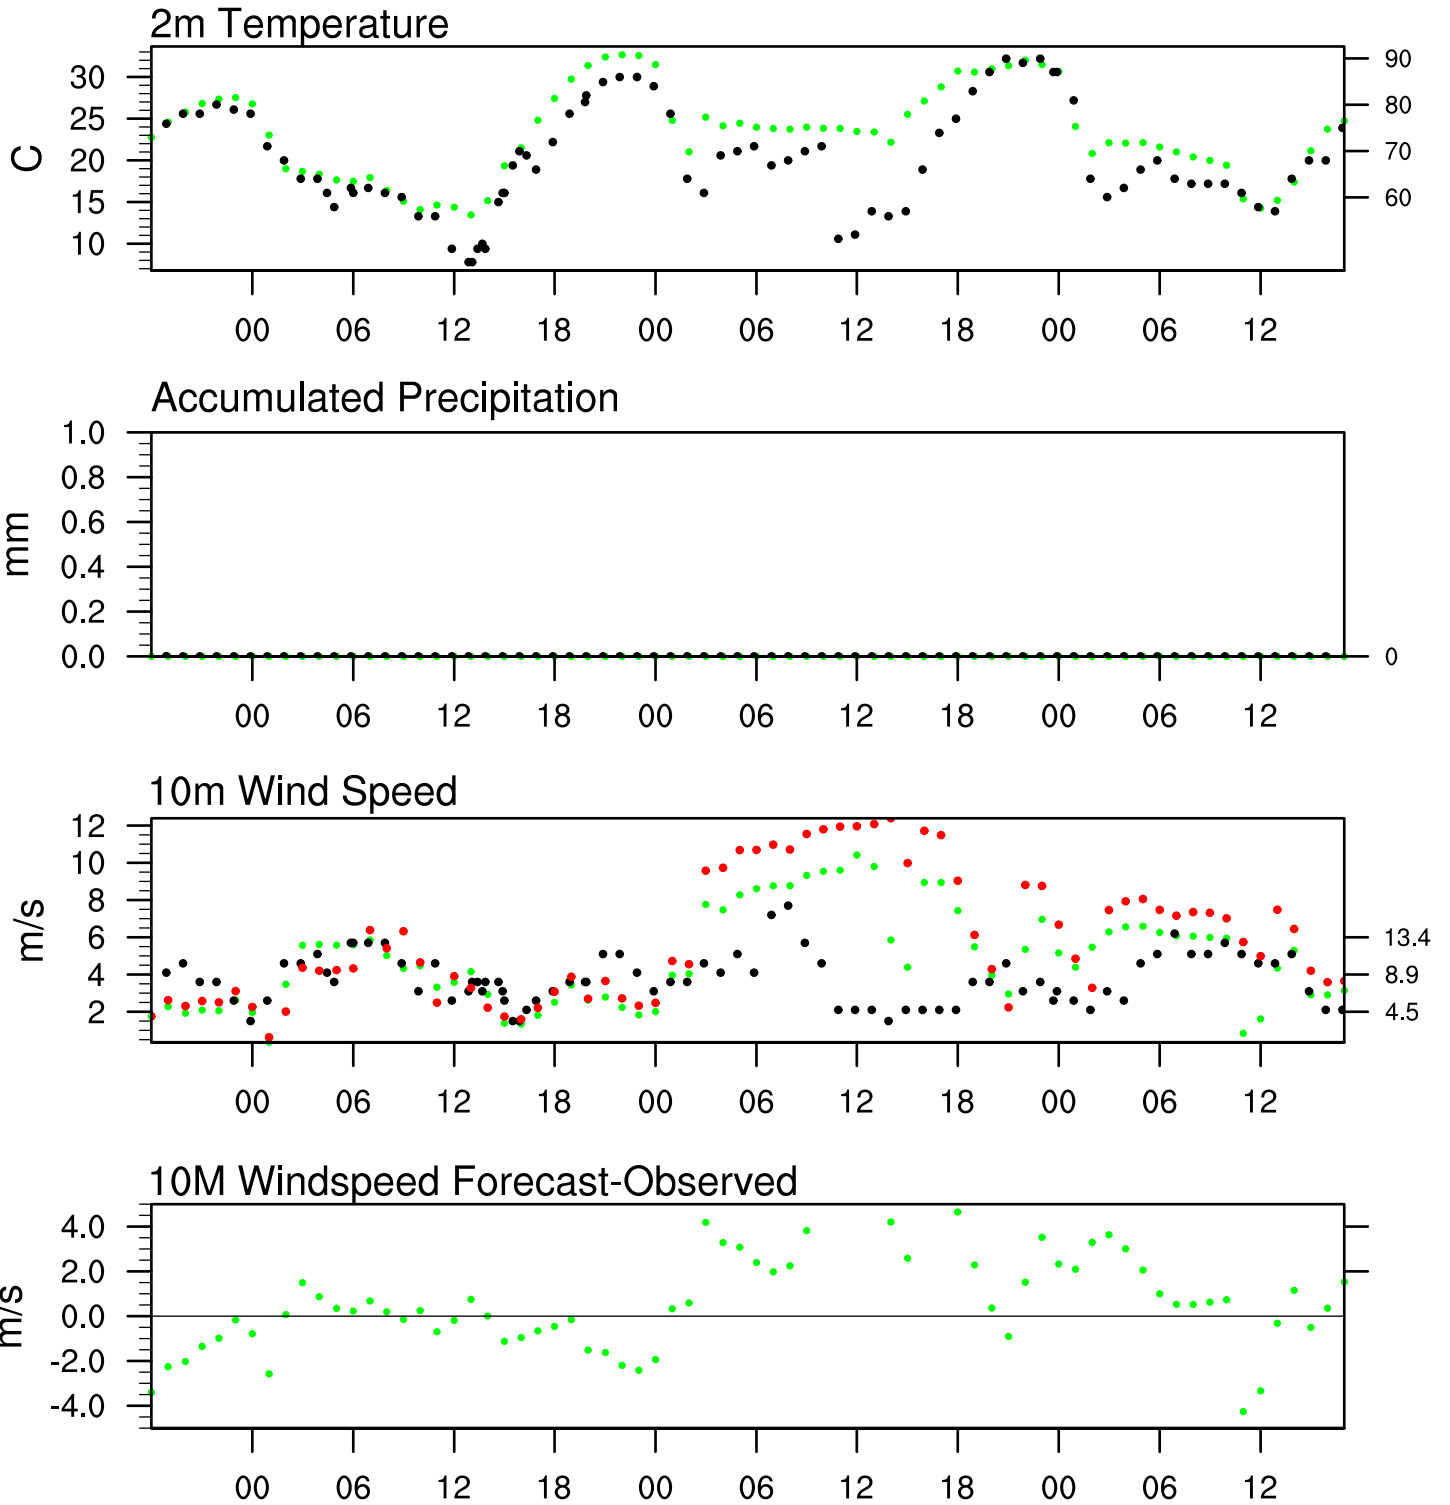 2m Temperature
C
30
25
20
15
10
90
80
70
60
00 06 12 18 00 06 12 18 00 06 12
Accumulated Precipitation
mm
1.0
0.8
0.6
0.4
0.2
0.0
0
00 06 12 18 00 06 12 18 00 06 12
10m Wind Speed
m/s
12
10
8
6
4
2
13.4
8.9
4.5
00 06 12 18 00 06 12 18 00 06 12
10M Windspeed Forecast-Observed
m/s
4.0
2.0
0.0
-2.0
-4.0
00 06 12 18 00 06 12 18 00 06 12